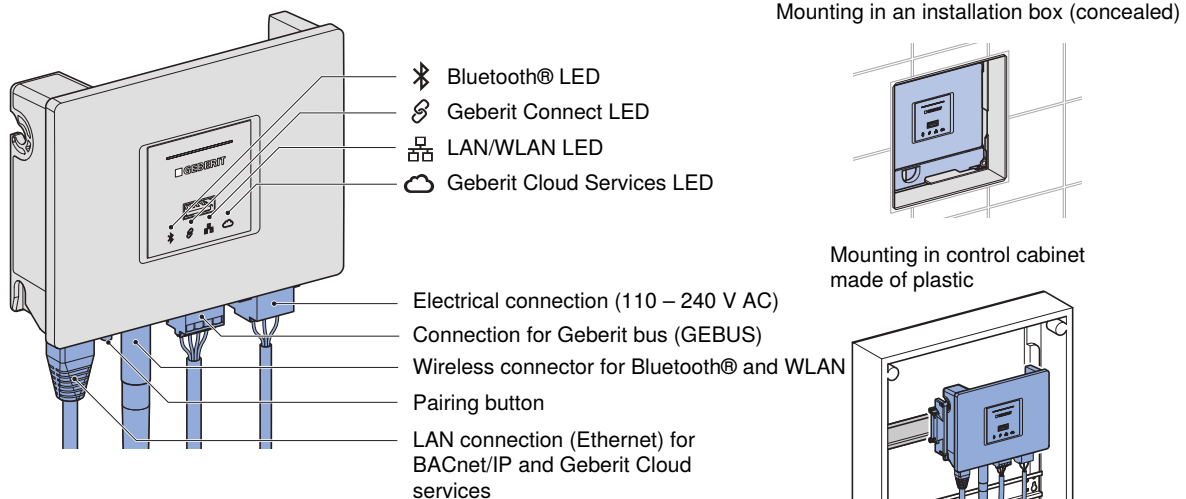 Mounting in an installation box (concealed)
Bluetooth® LED
Geberit Connect LED
LAN/WLAN LED
Geberit Cloud Services LED
GEBERIT
Mounting in control cabinet
made of plastic
Electrical connection (110 – 240 V AC)
Connection for Geberit bus (GEBUS)
Wireless connector for Bluetooth® and WLAN
Pairing button
LAN connection (Ethernet) for
BACnet/IP and Geberit Cloud
services